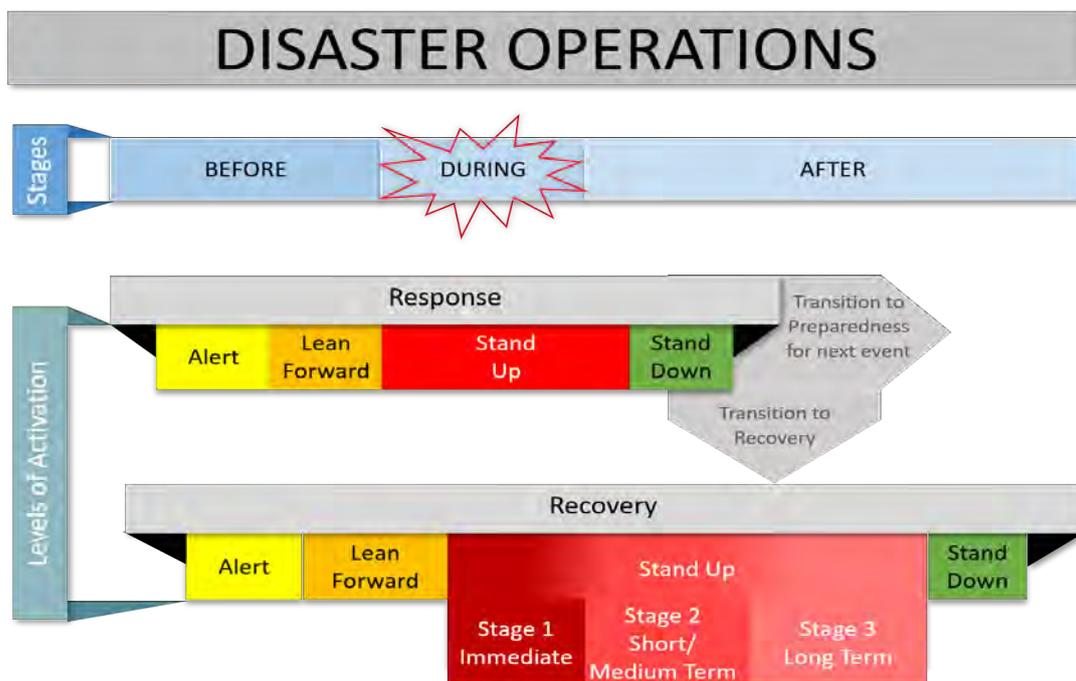 DISASTER OPERATIONS
Stages
BEFORE
DURING
AFTER
Levels of Activation
Response
Alert
Lean
Forward
Stand
Up
Stand
Down
Transition to
Preparedness
for next event
Transition to
Recovery
Recovery
Alert
Lean
Forward
Stand Up
Stand
Down
Stage 1
Immediate
Stage 2
Short/
Medium Term
Stage 3
Long Term